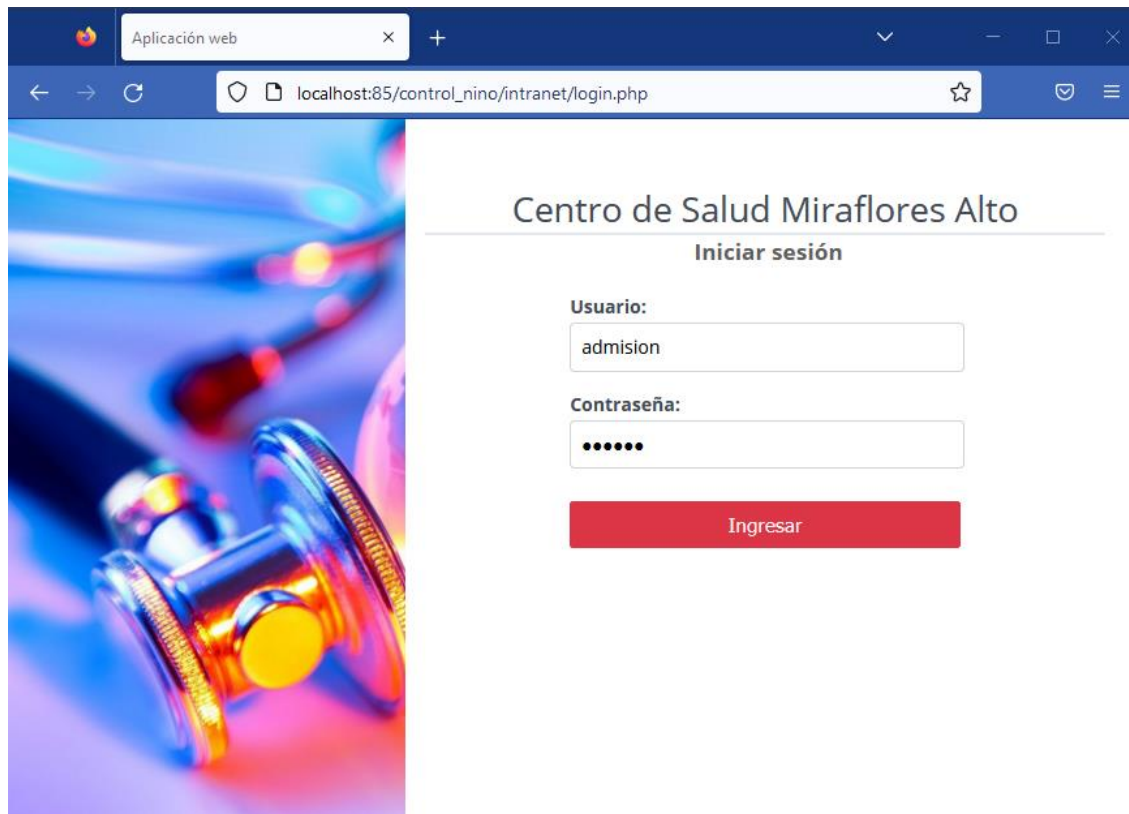 Aplicación web
localhost:85/control_nino/intranet/login.php
Centro de Salud Miraflores Alto
Iniciar sesión
Usuario:
admision
Contraseña:
••••••
Ingresar